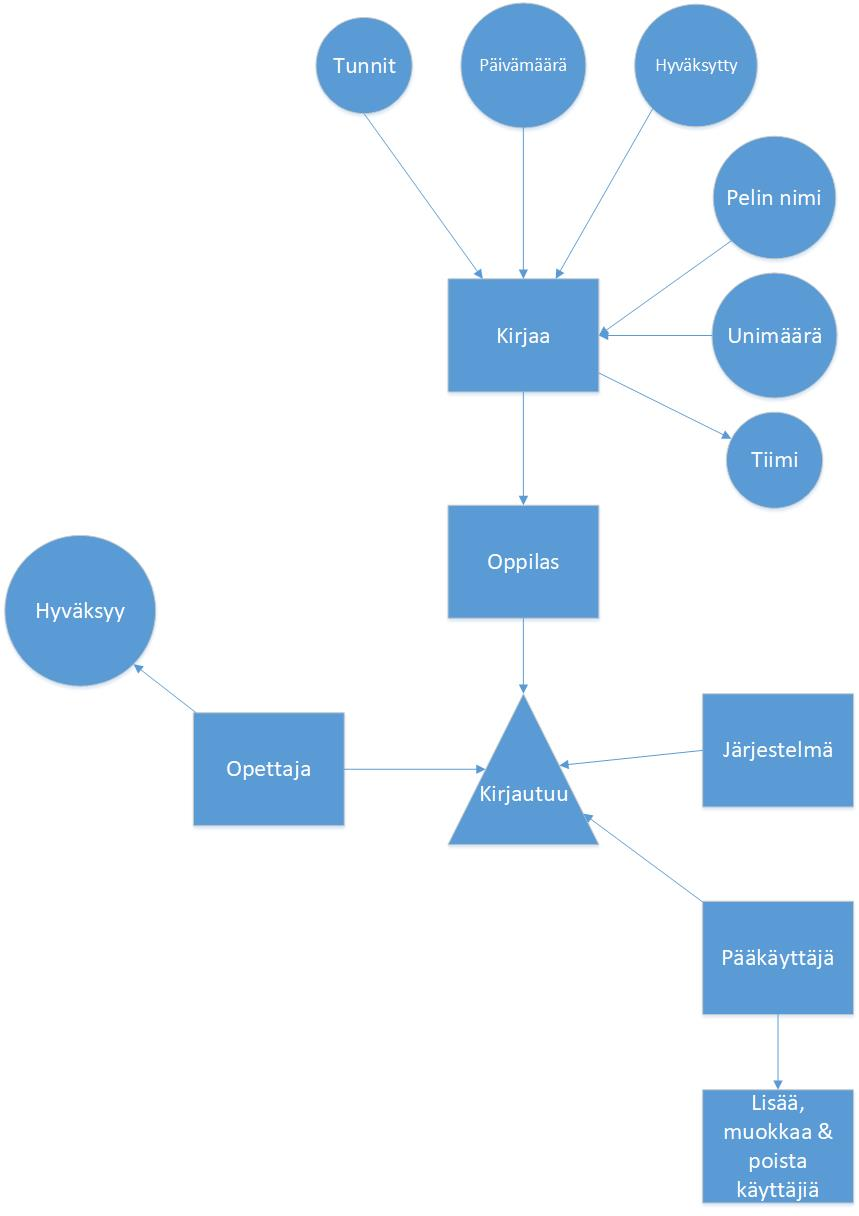 Tunnit
Päivämäärä
Hyväksytty
Pelin nimi
Kirjaa
Unimäärä
Tiimi
Oppilas
Hyväksyy
Järjestelmä
Opettaja
Kirjautuu
Pääkäyttäjä
Lisää,
muokkaa &
poista
käyttäjiä